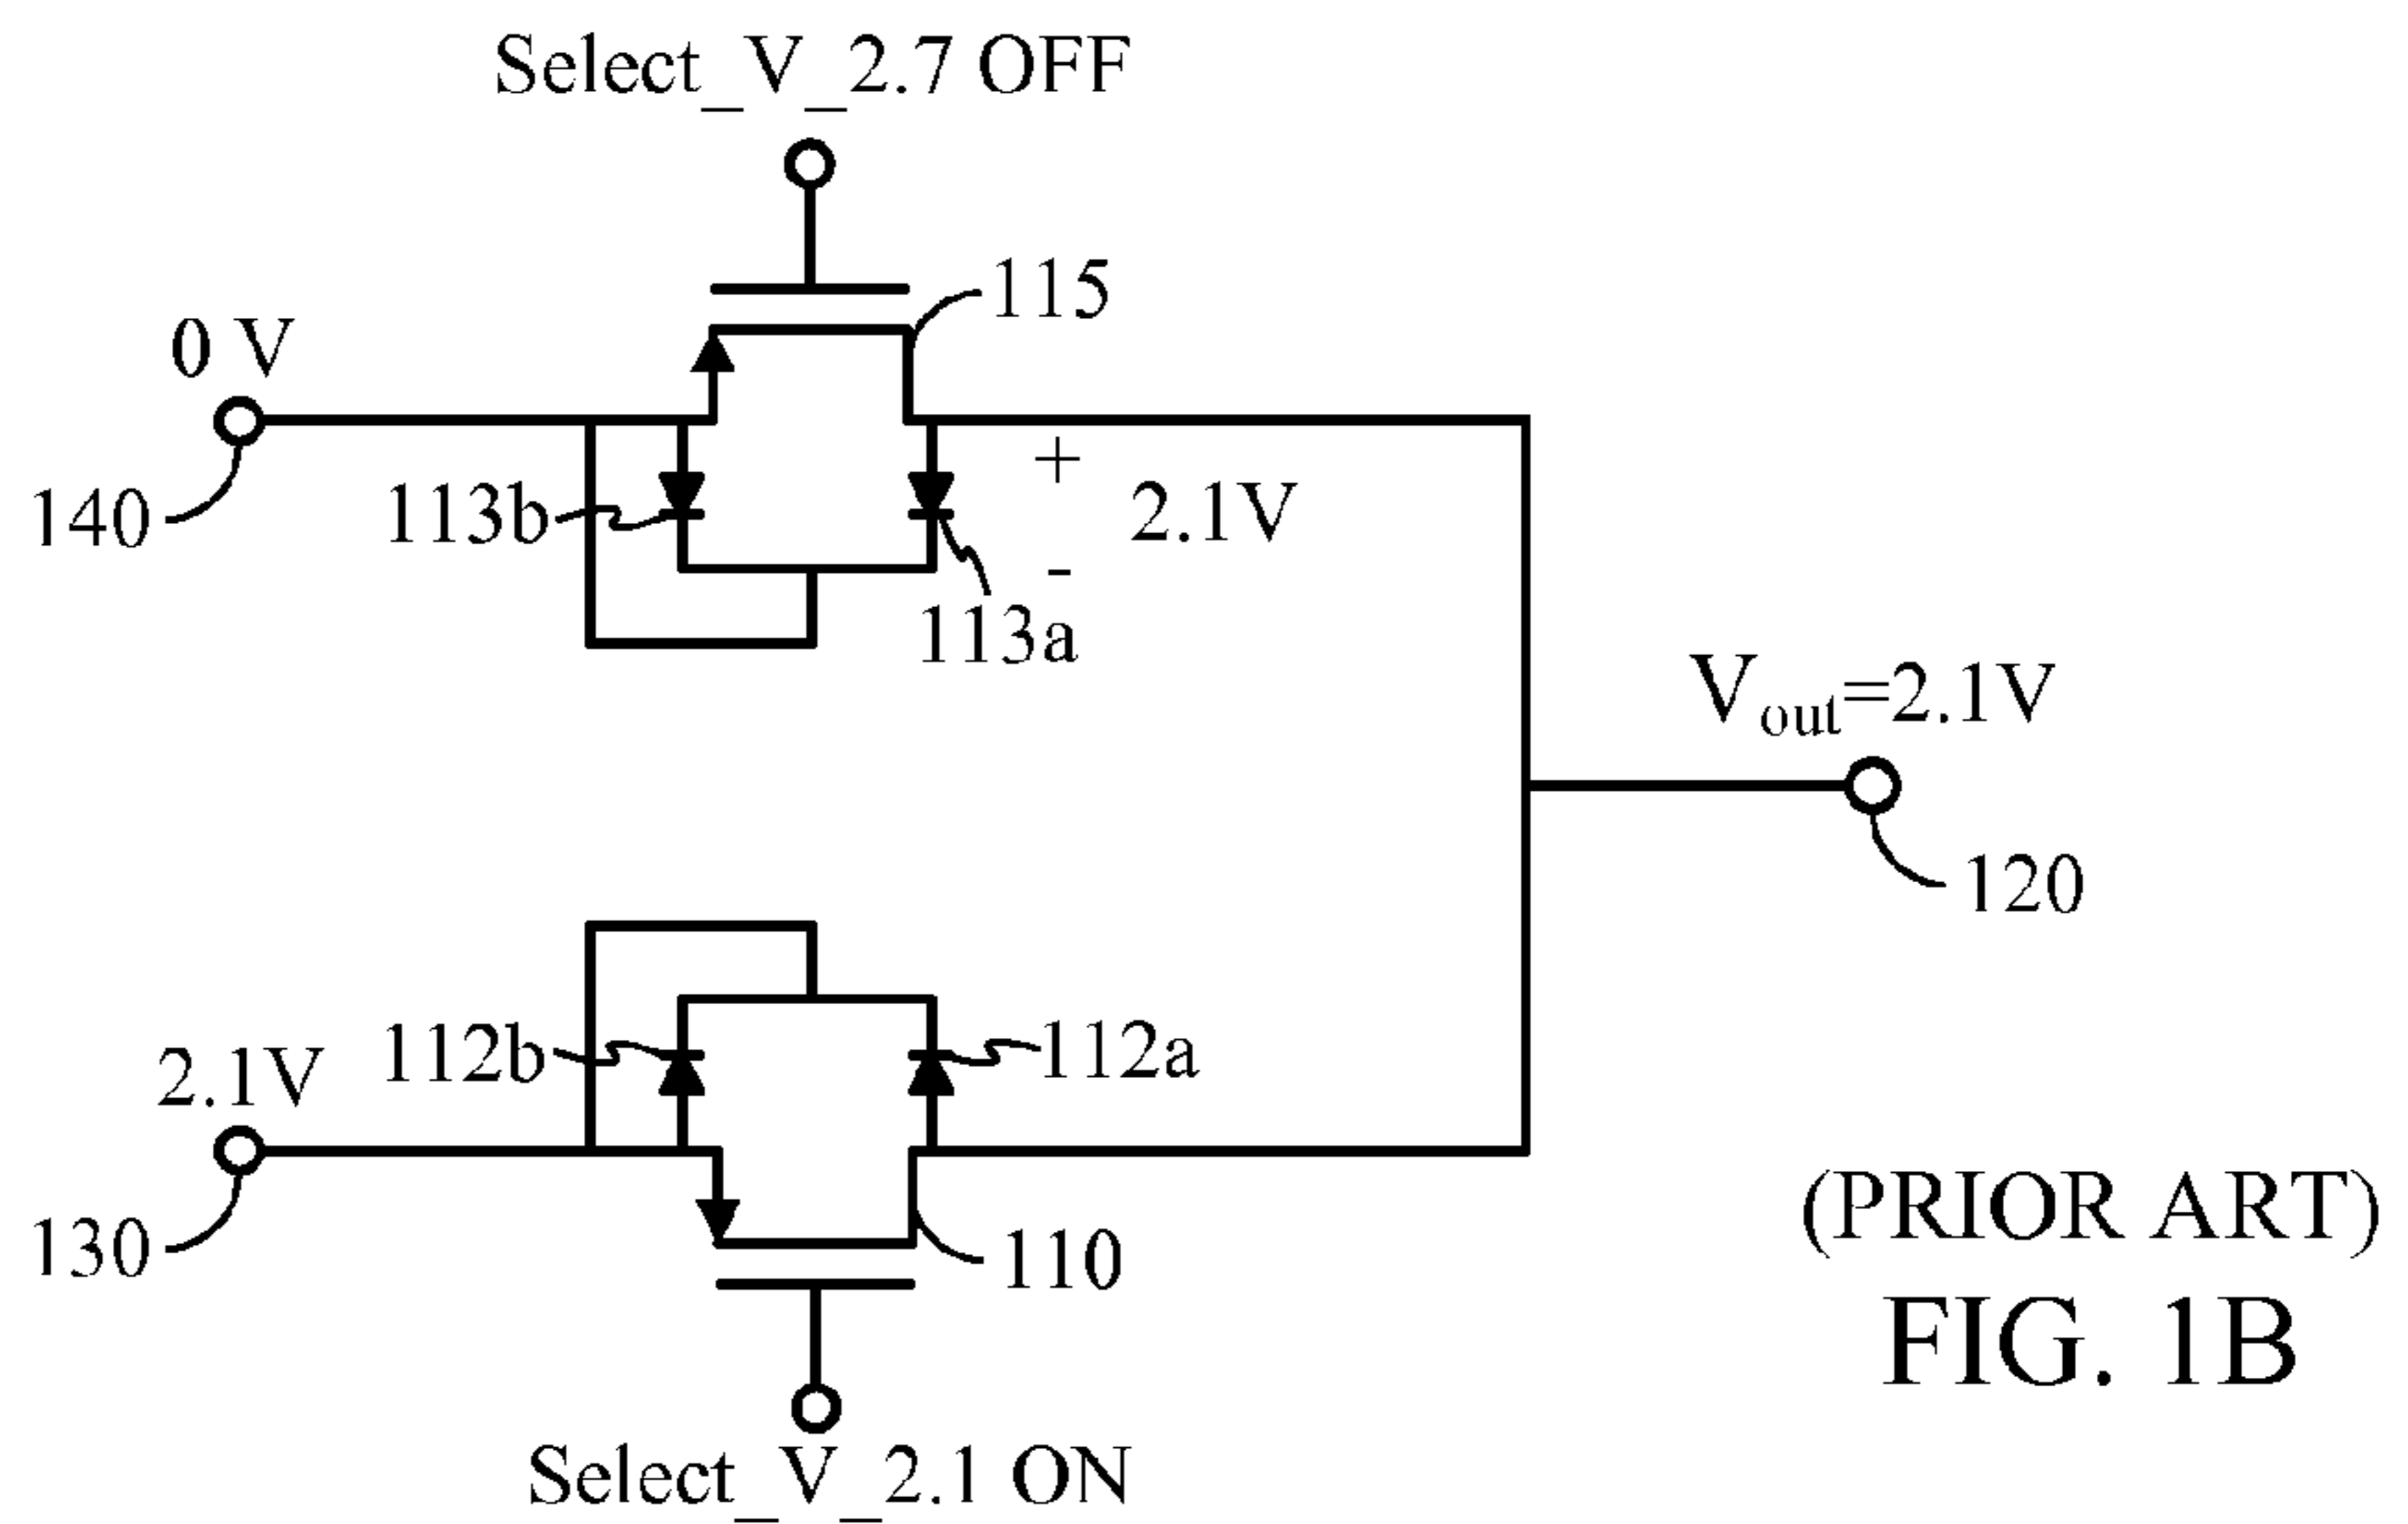 Select_V_2.7 OFF
115
0 V
140
113b
+
2.1V
-
113a
Vout=2.1V
120
112b
112a
2.1V
130
110
(PRIOR ART)
FIG. 1B
Select_V_2.1 ON